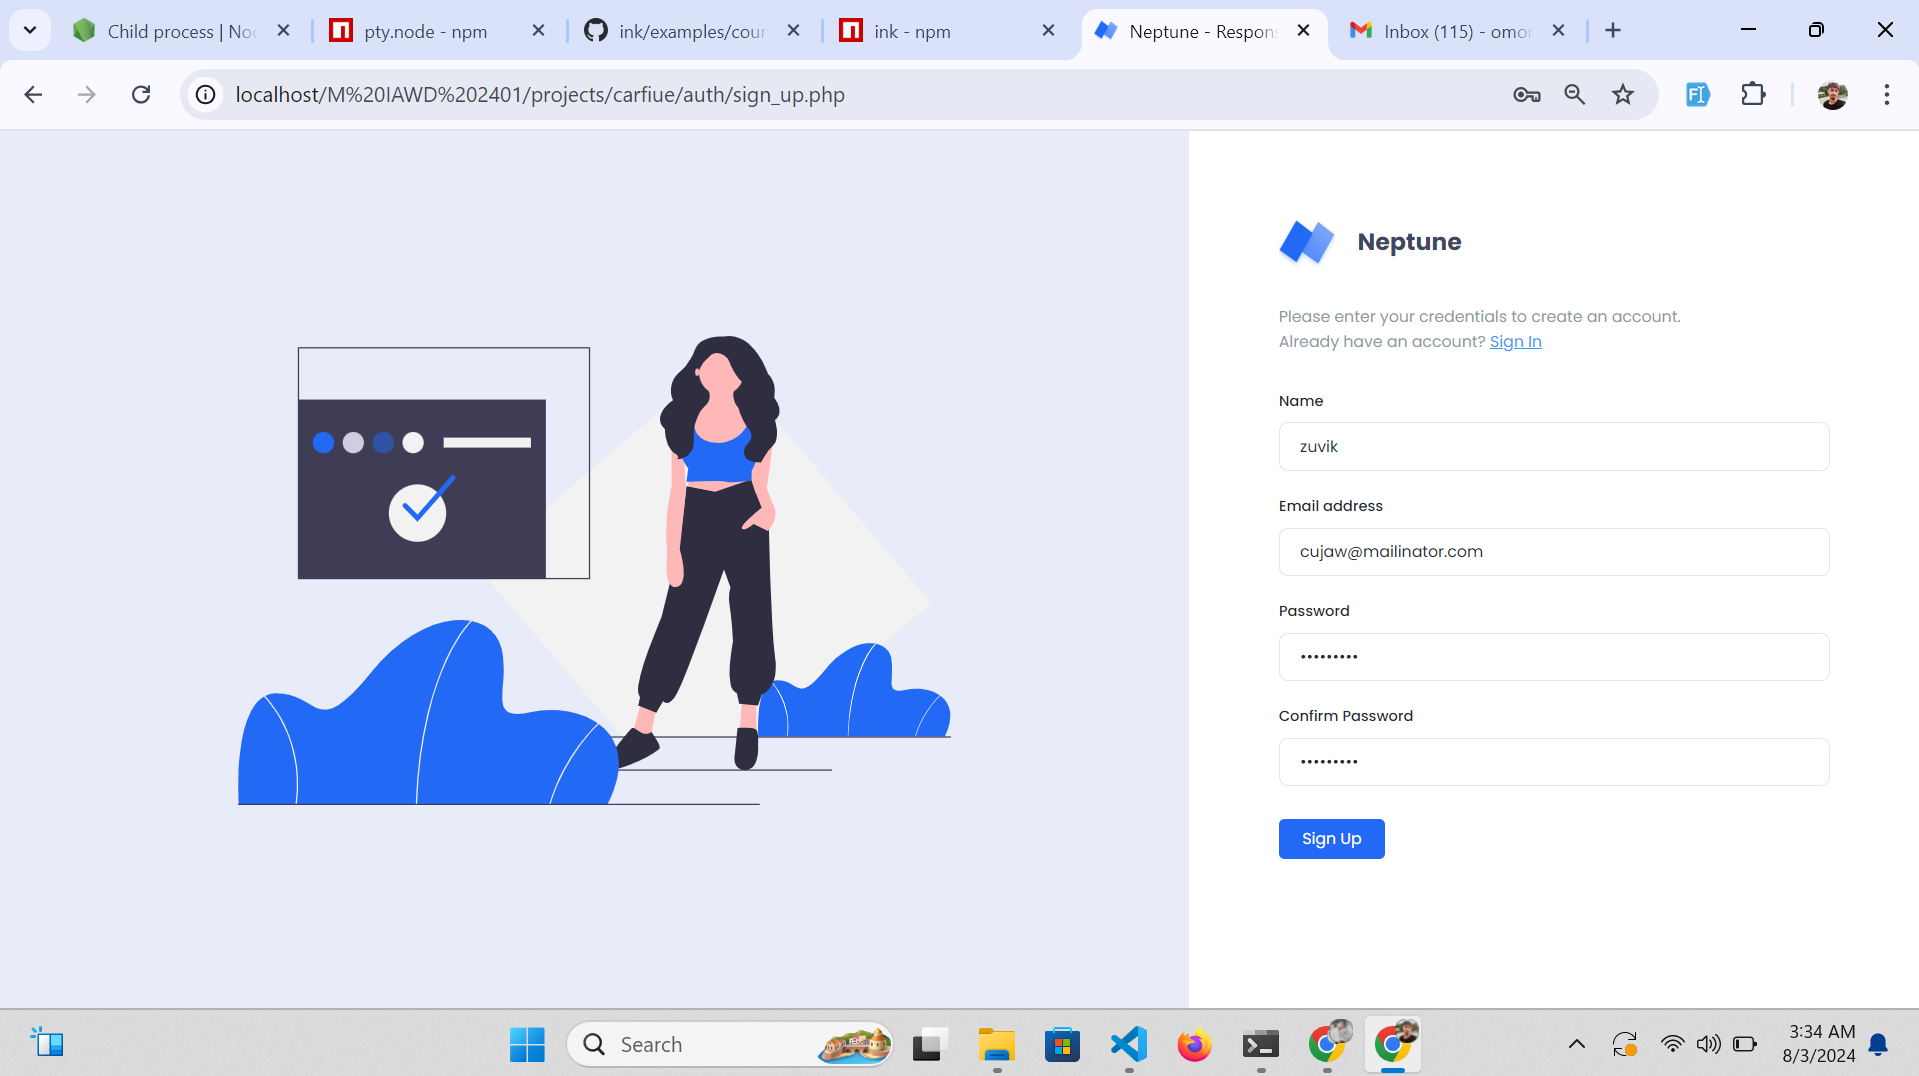 Child process | Noc
pty.node - npm
ink/examples/cour
ink - npm
Neptune - Respons
Inbox (115) - omor
localhost/M%20IAWD%202401/projects/carfiue/auth/sign_up.php
Neptune
Please enter your credentials to create an account.
Already have an account? Sign In
Name
zuvik
Email address
cujaw@mailinator.com
Password
•••••••••
Confirm Password
•••••••••
Sign Up
Search
3:34 AM
8/3/2024